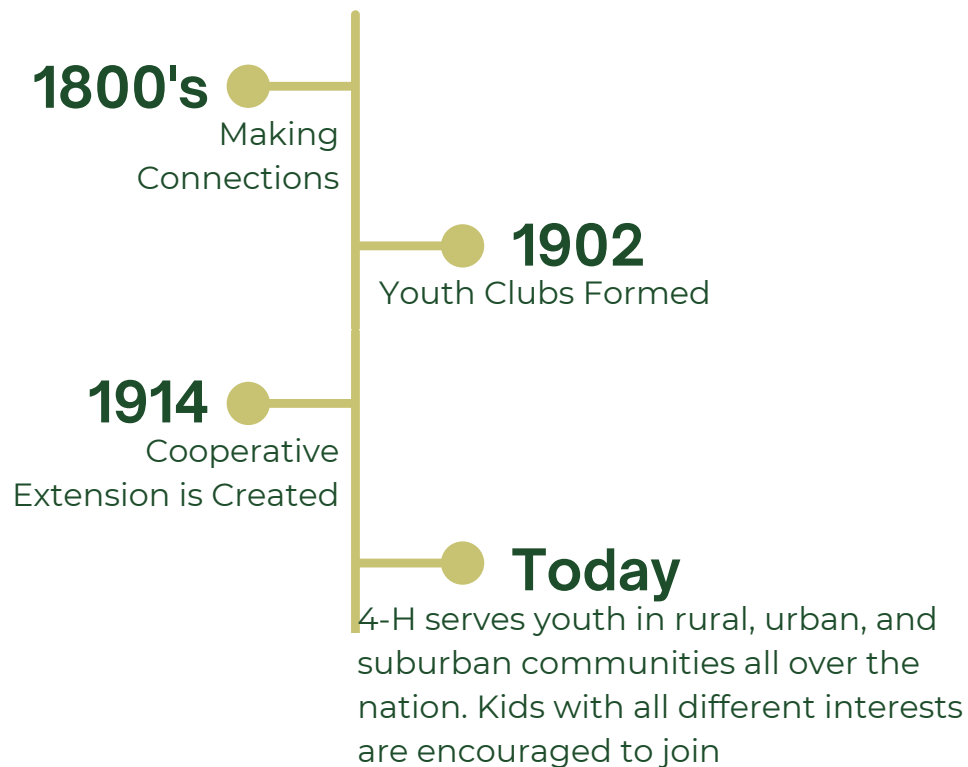 1800's
Making
Connections
1902
Youth Clubs Formed
1914
Cooperative
Extension is Created
Today
4-H serves youth in rural, urban, and
suburban communities all over the
nation. Kids with all different interests
are encouraged to join